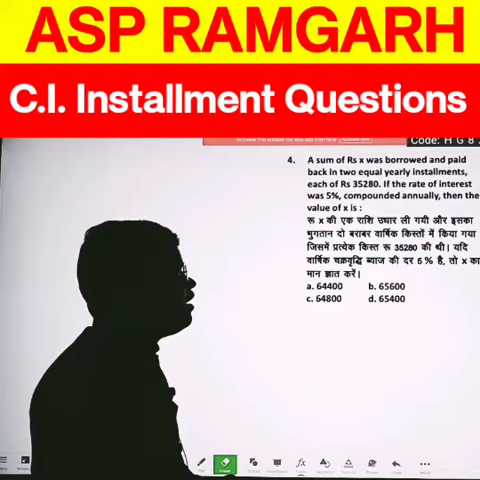 ASP RAMGARH
C.I. Installment Questions
Code: H G 8
4. A sum of Rs x was borrowed and paid
back in two equal yearly installments,
each of Rs 35280. If the rate of interest
was 5%, compounded annually, then the
value of x is :
रू x की एक राशि उधार ली गयी और इसका
भुगतान दो बराबर वार्षिक किस्तों में किया गया
जिसमें प्रत्येक किस्त रू 35280 की थी। यदि
वार्षिक चक्रवृद्धि ब्याज की दर 5 % है, तो x का
मान ज्ञात करें।
a. 64400 b. 65600
c. 64800 d. 65400